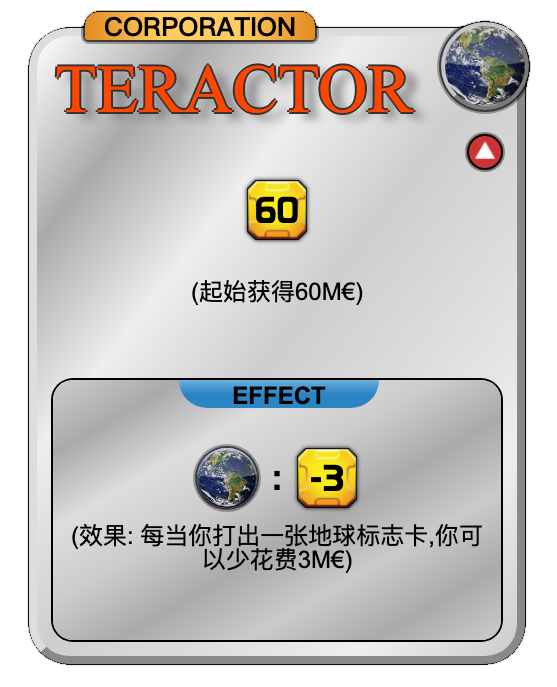 CORPORATION
TERACTOR
60
(起始获得60M€)
EFFECT
: -3
(效果: 每当你打出一张地球标志卡,你可
以少花费3M€)